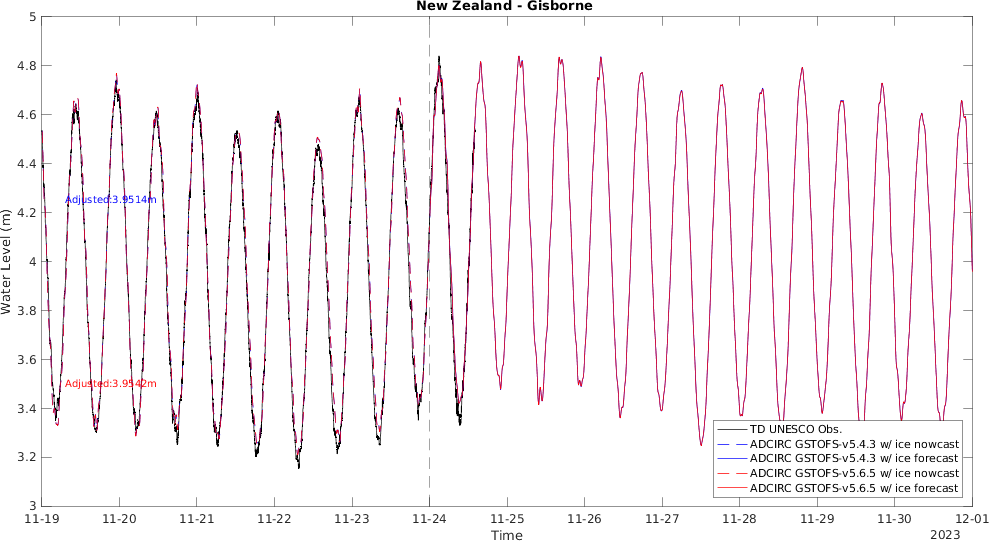 New Zealand - Gisborne
Water Level (m)
5
4.8
4.6
4.4
4.2
4
3.8
3.6
3.4
3.2
3
Adjusted:3.9514m
Adjusted:3.9542m
TD UNESCO Obs.
ADCIRC GSTOFS-v5.4.3 w/ ice nowcast
ADCIRC GSTOFS-v5.4.3 w/ ice forecast
ADCIRC GSTOFS-v5.6.5 w/ ice nowcast
ADCIRC GSTOFS-v5.6.5 w/ ice forecast
11-19 11-20 11-21 11-22 11-23 11-24 11-25 11-26 11-27 11-28 11-29 11-30 12-01
Time
2023